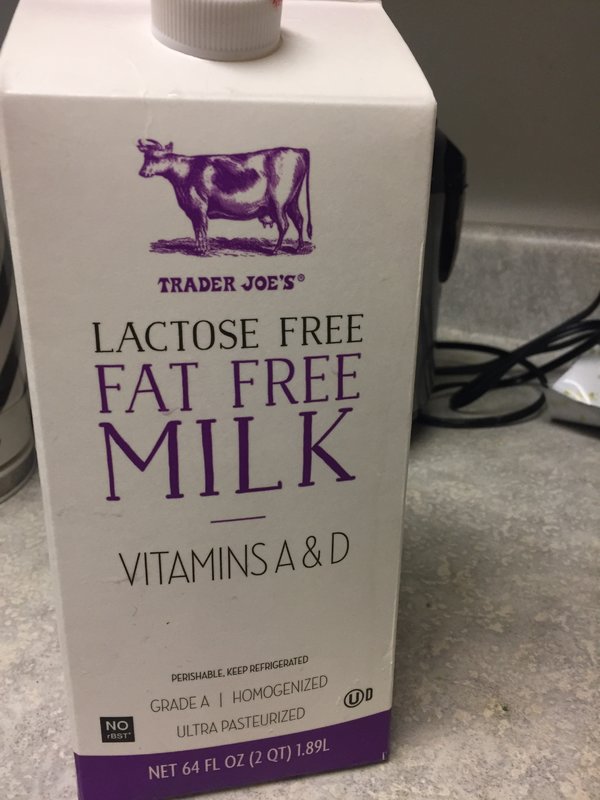 TRADER JOE'S®
LACTOSE FREE
FAT FREE
MILK
VITAMINS A & D
PERISHABLE. KEEP REFRIGERATED
GRADE A | HOMOGENIZED
ULTRA PASTEURIZED
NO
rBST*
U D
NET 64 FL OZ (2 QT) 1.89L